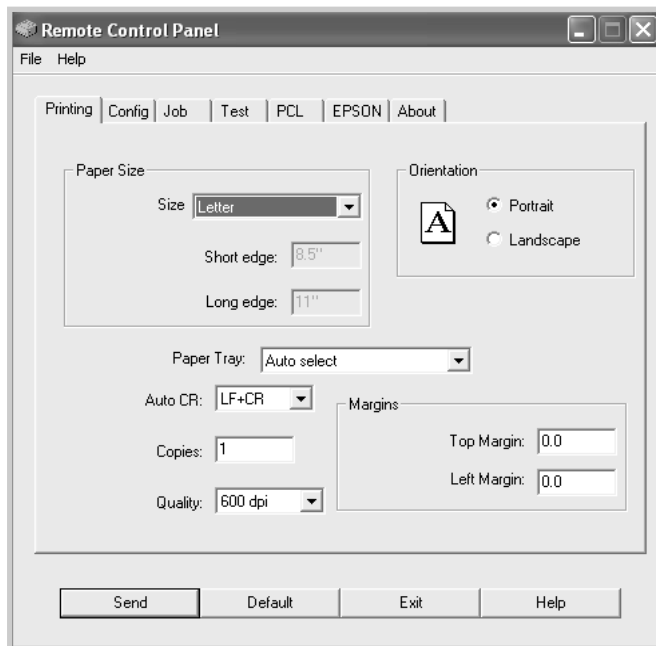 Remote Control Panel
File Help
Printing Config Job Test PCL EPSON About
Paper Size
Size Letter
Short edge: 8.5"
Long edge: 11"
Orientation
A
Portrait
Landscape
Paper Tray: Auto select
Auto CR: LF+CR
Copies: 1
Quality: 600 dpi
Margins
Top Margin: 0.0
Left Margin: 0.0
Send Default Exit Help